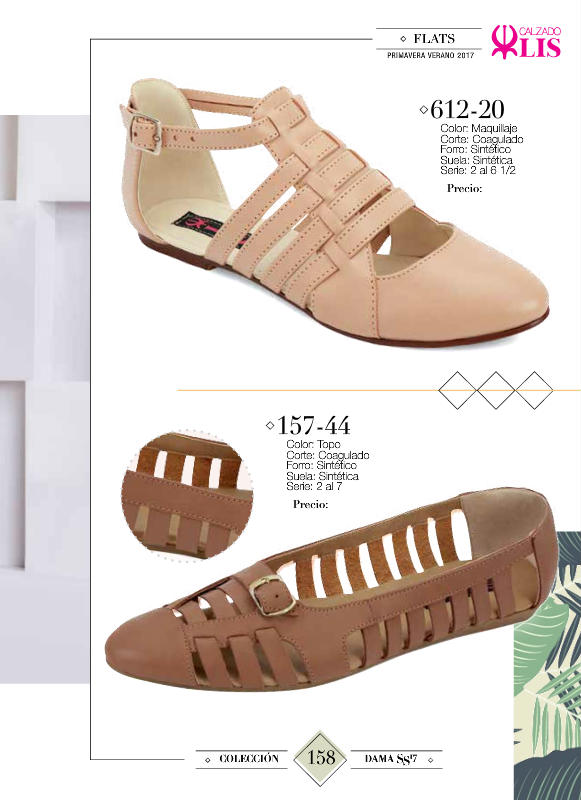 FLATS
PRIMAVERA VERANO 2017
CALZADO
LIS
612-20
Color: Maquillaje
Corte: Coagulado
Forro: Sintético
Suela: Sintética
Serie: 2 al 6 1/2
Precio:
157-44
Color: Topo
Corte: Coagulado
Forro: Sintético
Suela: Sintética
Serie: 2 al 7
Precio:
COLECCIÓN
158
DAMA SS'7